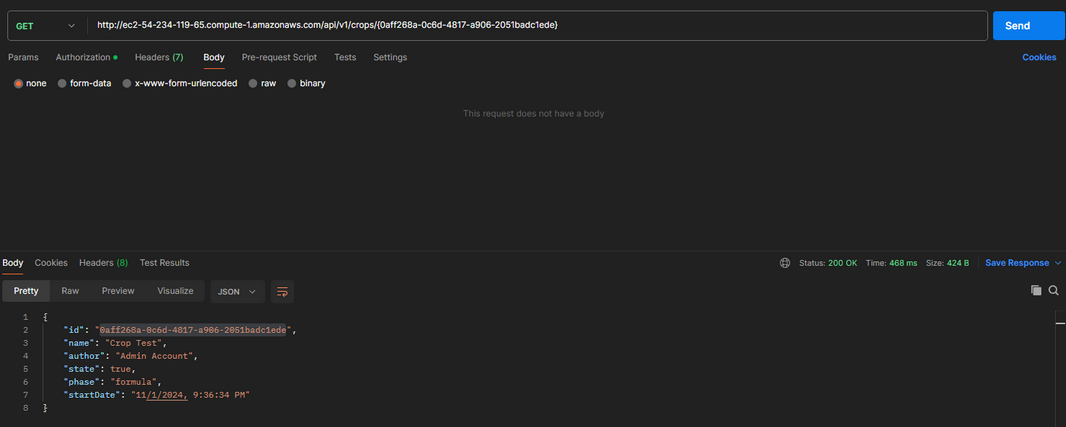 GET http://ec2-54-234-119-65.compute-1.amazonaws.com/api/v1/crops/{0aff268a-0c6d-4817-a906-2051badc1ede} Send
Params Authorization Headers (7) Body Pre-request Script Tests Settings Cookies
none form-data x-www-form-urlencoded raw binary
This request does not have a body
Body Cookies Headers (8) Test Results Status: 200 OK Time: 468 ms Size: 424 B Save Response
Pretty Raw Preview Visualize JSON
1 {
2 "id": "0aff268a-0c6d-4817-a906-2051badc1ede",
3 "name": "Crop Test",
4 "author": "Admin Account",
5 "state": true,
6 "phase": "formula",
7 "startDate": "11/1/2024, 9:36:34 PM"
8 }